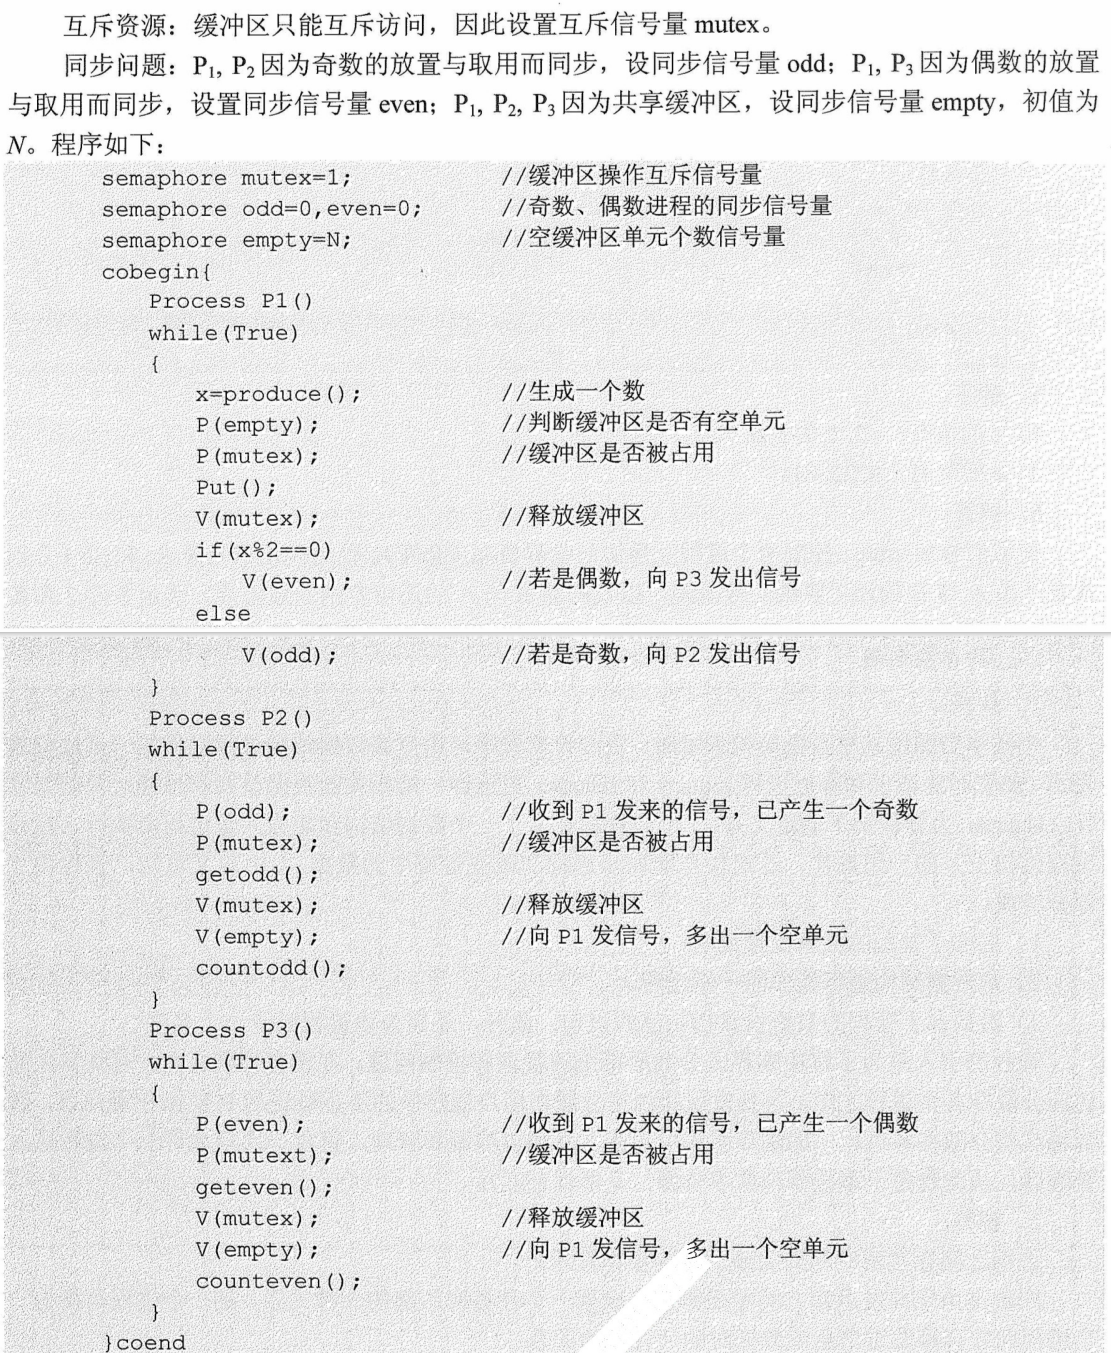 互斥资源：缓冲区只能互斥访问，因此设置互斥信号量 mutex。
同步问题：P₁, P₂ 因为奇数的放置与取用而同步，设同步信号量 odd；P₁, P₃ 因为偶数的放置
与取用而同步，设置同步信号量 even；P₁, P₂, P₃ 因为共享缓冲区，设同步信号量 empty，初值为
N。程序如下：
semaphore mutex=1; //缓冲区操作互斥信号量
semaphore odd=0,even=0; //奇数、偶数进程的同步信号量
semaphore empty=N; //空缓冲区单元个数信号量
cobegin{
Process P1()
while(True)
{
x=produce(); //生成一个数
P(empty); //判断缓冲区是否有空单元
P(mutex); //缓冲区是否被占用
Put();
V(mutex); //释放缓冲区
if(x%2==0)
V(even); //若是偶数，向 P3 发出信号
else
V(odd); //若是奇数，向 P2 发出信号
}
Process P2()
while(True)
{
P(odd); //收到 P1 发来的信号，已产生一个奇数
P(mutex); //缓冲区是否被占用
getodd();
V(mutex); //释放缓冲区
V(empty); //向 P1 发信号，多出一个空单元
countodd();
}
Process P3()
while(True)
{
P(even); //收到 P1 发来的信号，已产生一个偶数
P(mutext); //缓冲区是否被占用
geteven();
V(mutex); //释放缓冲区
V(empty); //向 P1 发信号，多出一个空单元
counteven();
}
}coend